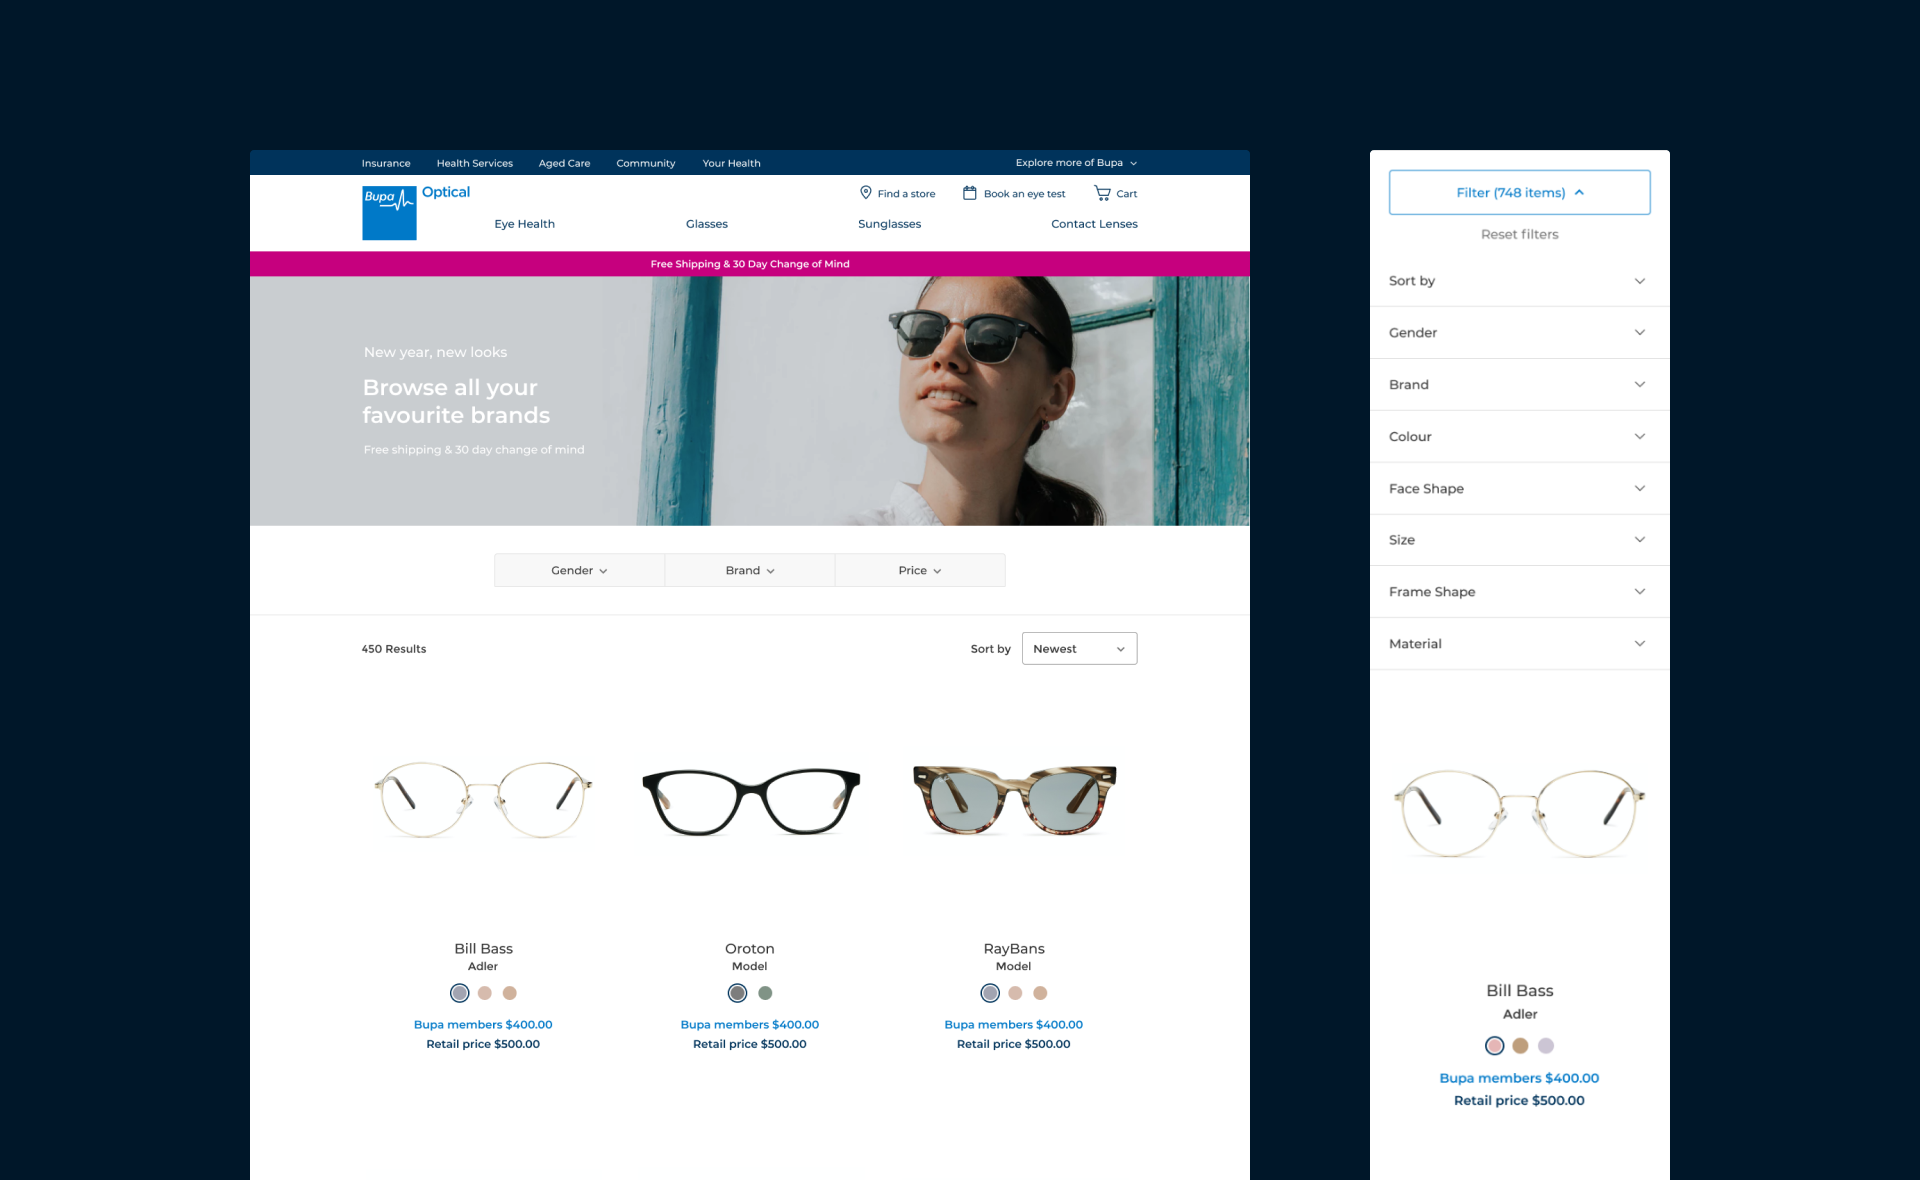 Insurance Health Services Aged Care Community Your Health Explore more of Bupa
Bupa Optical
Find a store Book an eye test Cart
Eye Health Glasses Sunglasses Contact Lenses
Free Shipping & 30 Day Change of Mind
New year, new looks
Browse all your
favourite brands
Free shipping & 30 day change of mind
Gender Brand Price
450 Results Sort by Newest
Bill Bass
Adler
Bupa members $400.00
Retail price $500.00
Oroton
Model
Bupa members $400.00
Retail price $500.00
RayBans
Model
Bupa members $400.00
Retail price $500.00
Filter (748 items)
Reset filters
Sort by
Gender
Brand
Colour
Face Shape
Size
Frame Shape
Material
Bill Bass
Adler
Bupa members $400.00
Retail price $500.00